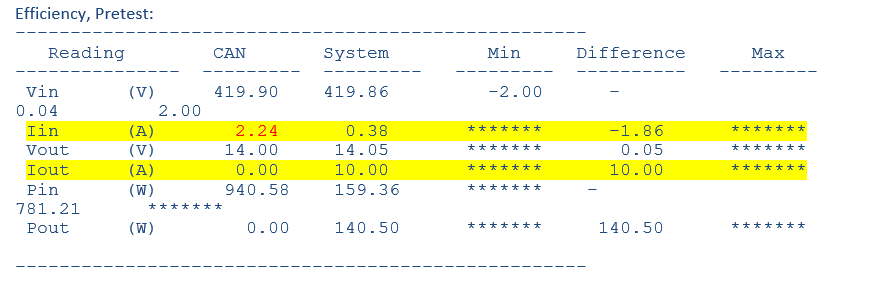 Efficiency, Pretest:
----------------------------------------------------
Reading CAN System Min Difference Max
--------------- --------- --------- --------- ---------- ---------
Vin (V) 419.90 419.86 -2.00 -
0.04 2.00
Iin (A) 2.24 0.38 ******* -1.86 *******
Vout (V) 14.00 14.05 ******* 0.05 *******
Iout (A) 0.00 10.00 ******* 10.00 *******
Pin (W) 940.58 159.36 ******* -
781.21 *******
Pout (W) 0.00 140.50 ******* 140.50 *******
----------------------------------------------------